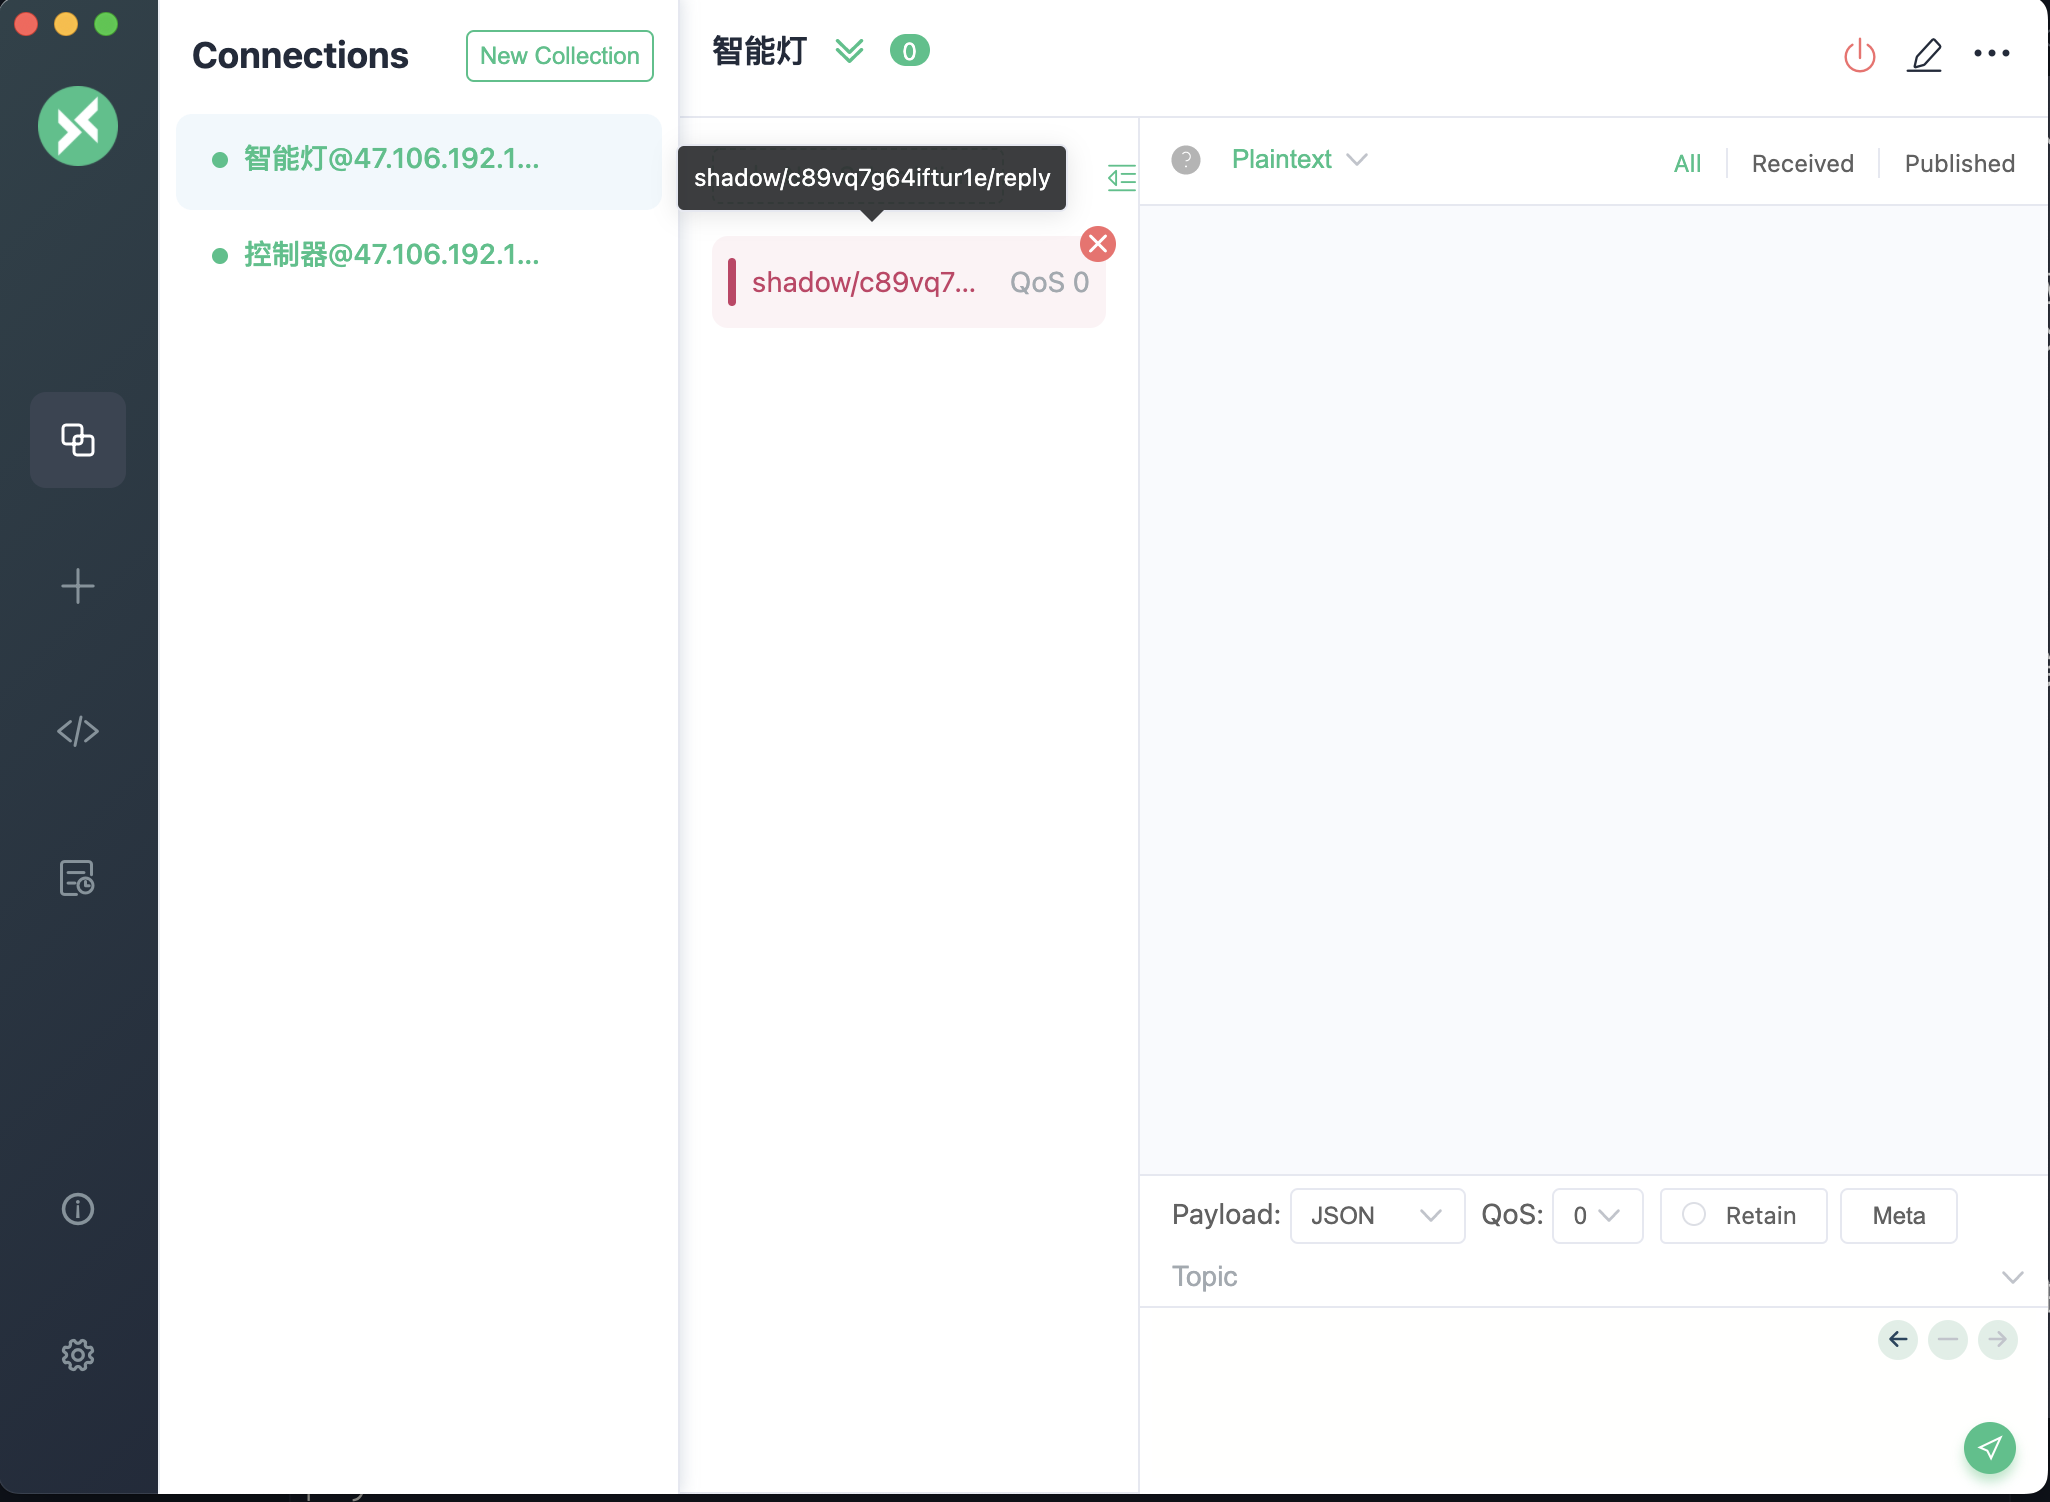 Connections
New Collection
智能灯@47.106.192.1...
控制器@47.106.192.1...
智能灯
0
shadow/c89vq7g64iftur1e/reply
shadow/c89vq7...
QoS 0
?
Plaintext
All
Received
Published
Payload:
JSON
QoS:
0
Retain
Meta
Topic